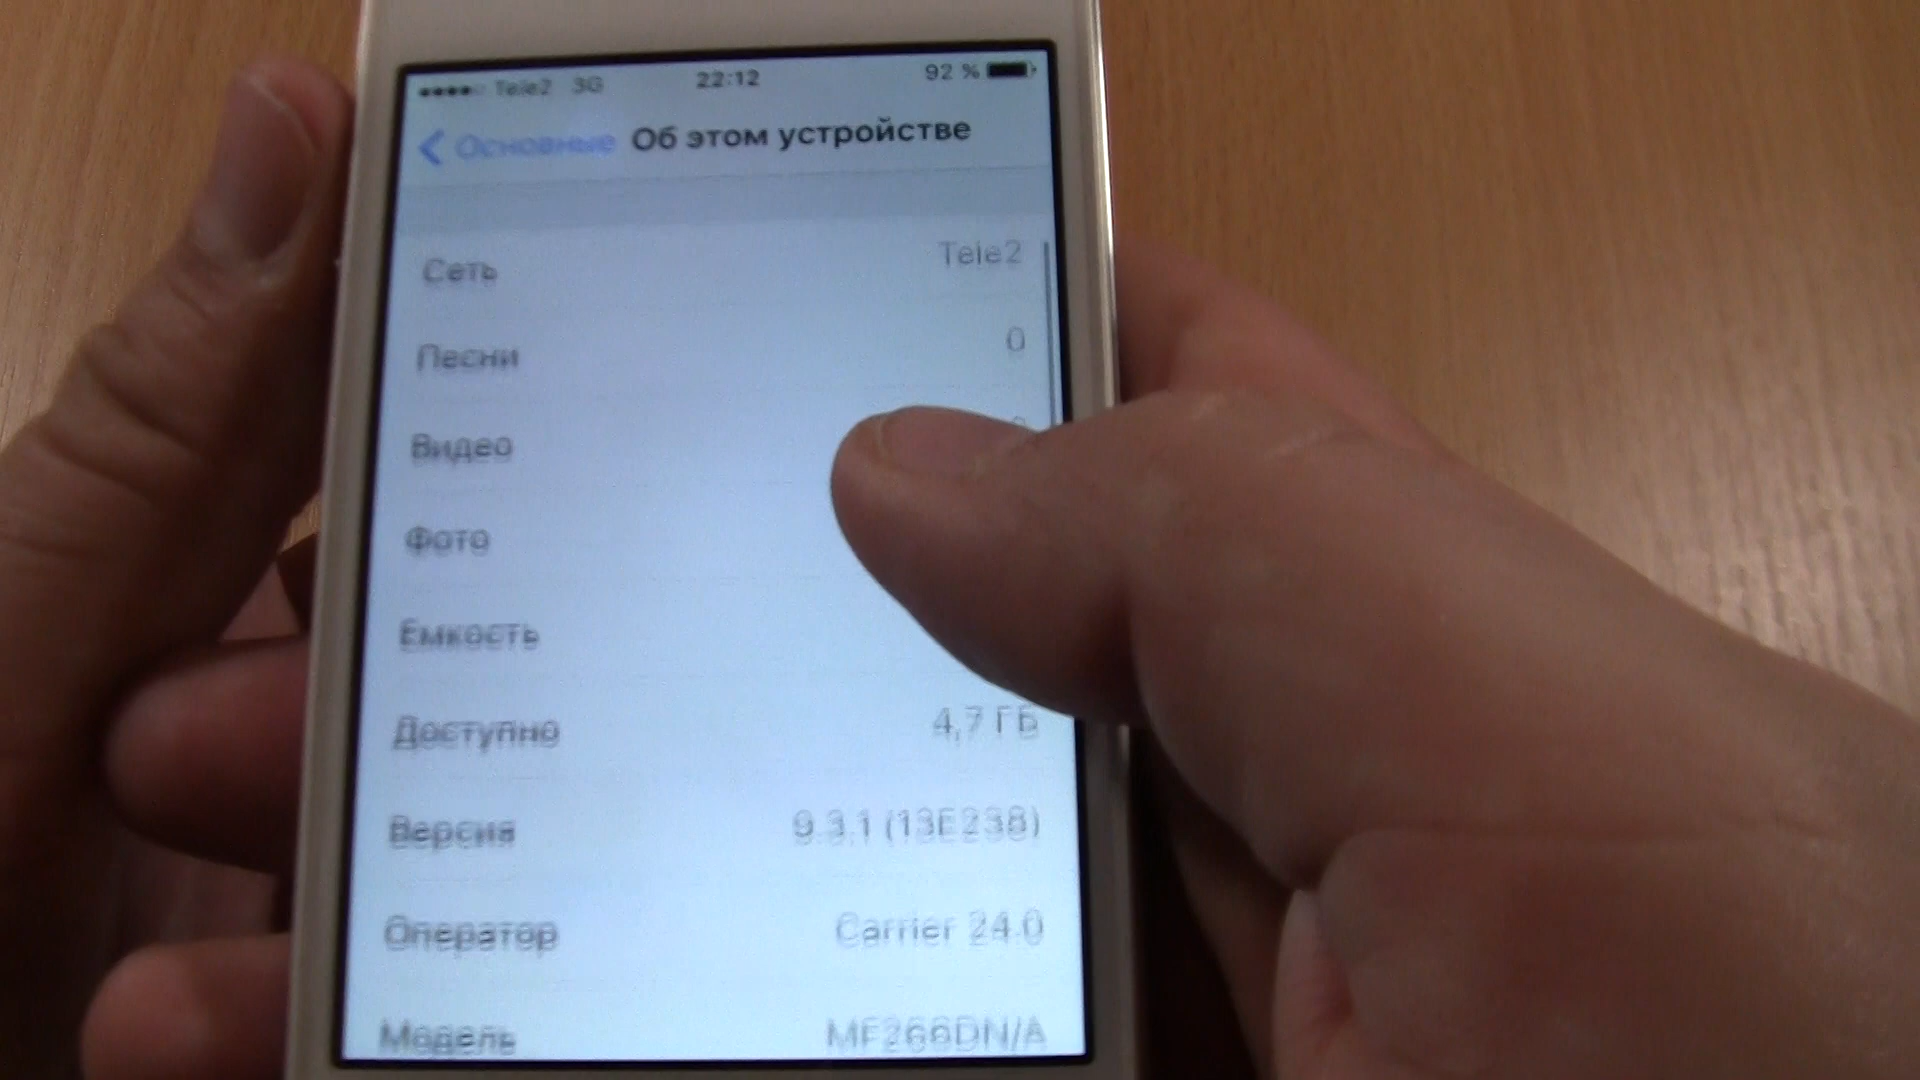 Tele2 3G 22:12 92 %
Основные Об этом устройстве
Сеть Tele2
Песни 0
Видео
Фото
Емкость
Доступно 4,7 ГБ
Версия 9.3.1 (13E238)
Оператор Carrier 24.0
Модель MF266DN/A